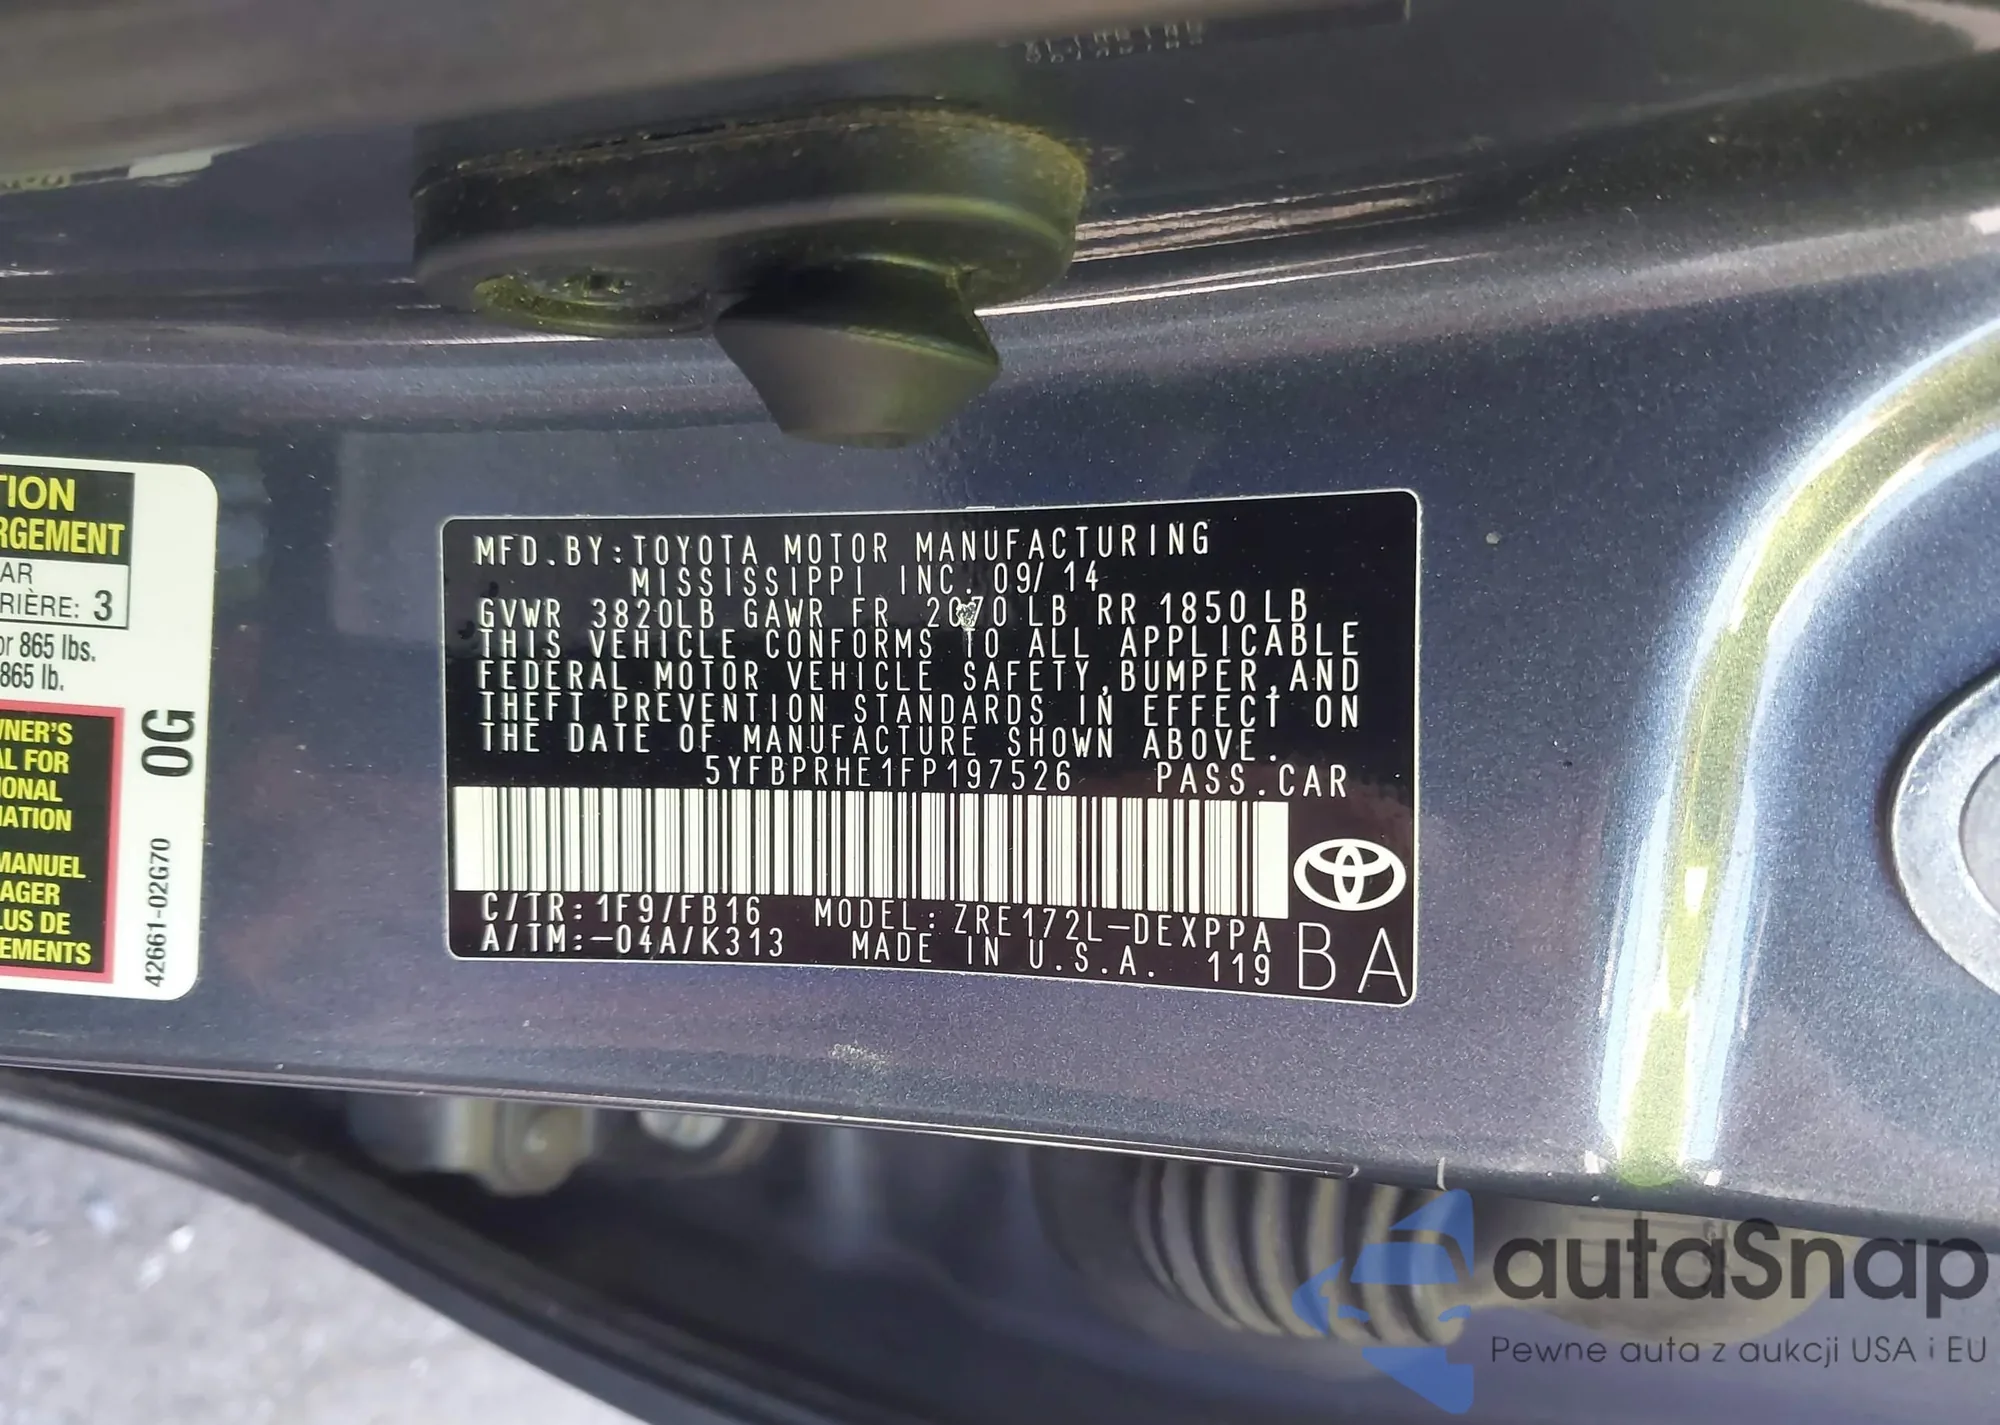 TION
RGEMENT
AR
RIÈRE: 3
or 865 lbs.
865 lb.
WNER'S
AL FOR
IONAL
MATION
MANUEL
AGER
LUS DE
EMENTS
0G
42661-02G70
MFD.BY:TOYOTA MOTOR MANUFACTURING
MISSISSIPPI INC. 09/14
GVWR 3820LB GAWR FR 2070LB RR 1850LB
THIS VEHICLE CONFORMS TO ALL APPLICABLE
FEDERAL MOTOR VEHICLE SAFETY,BUMPER,AND
THEFT PREVENTION STANDARDS IN EFFECT ON
THE DATE OF MANUFACTURE SHOWN ABOVE.
5YFBPRHE1FP197526 PASS.CAR
C/TR:1F9/FB16 MODEL:ZRE172L-DEXPPA
A/TM:-04A/K313 MADE IN U.S.A. 119
BA
autaSnap
Pewne auta z aukcji USA i EU